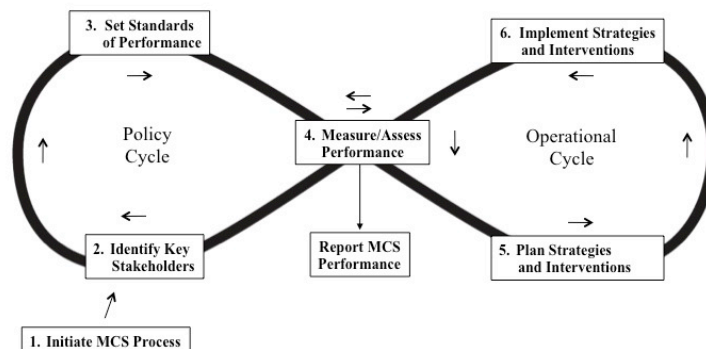 3. Set Standards
of Performance
6. Implement Strategies
and Interventions
Policy
Cycle
4. Measure/Assess
Performance
Operational
Cycle
2. Identify Key
Stakeholders
Report MCS
Performance
5. Plan Strategies
and Interventions
1. Initiate MCS Process